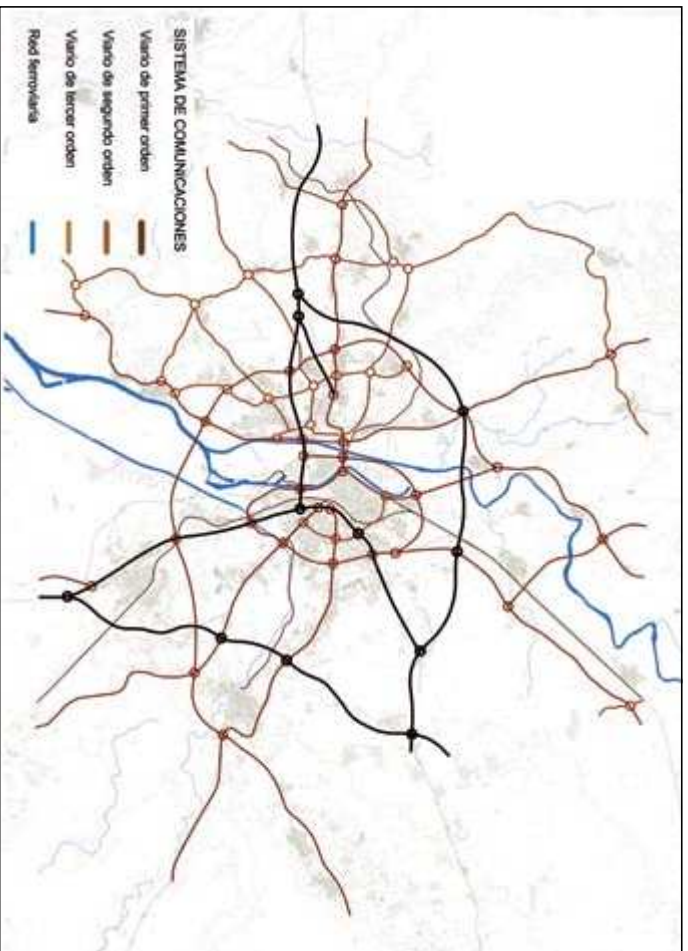 SISTEMA DE COMUNICACIONES
Viario de primer orden
Viario de segundo orden
Viario de tercer orden
Red ferroviaria